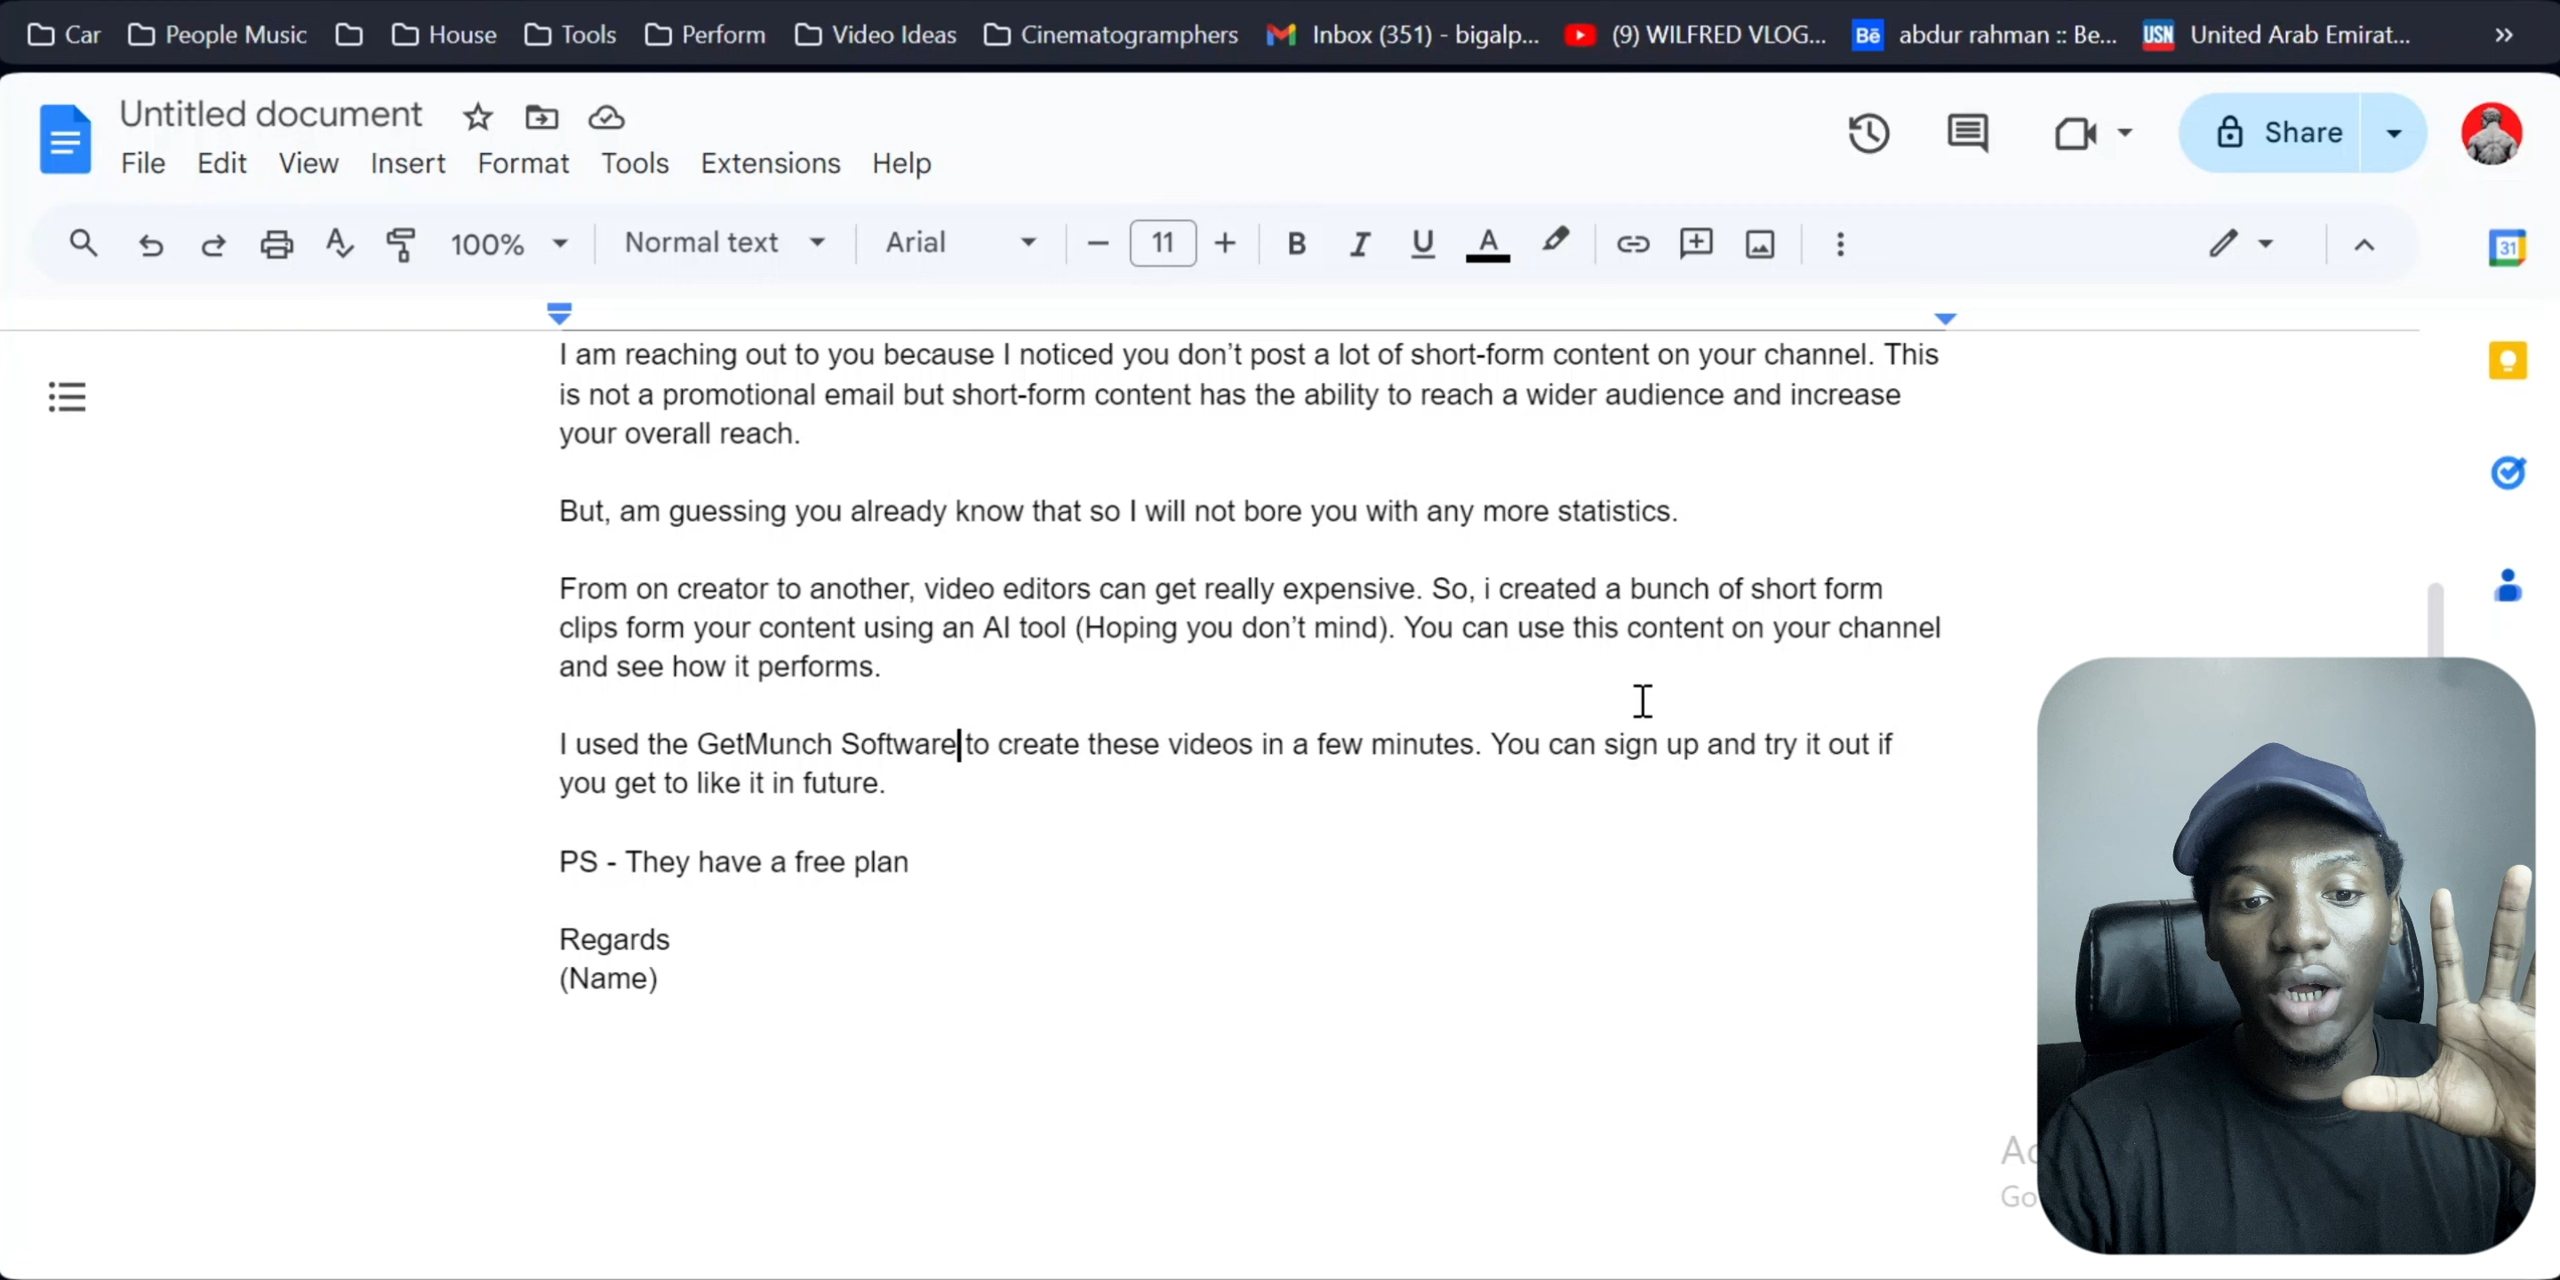 Car People Music House Tools Perform Video Ideas Cinematogramphers Inbox (351) - bigalp... (9) WILFRED VLOG... Bē abdur rahman :: Be... USN United Arab Emirat... »
Untitled document
Share
File Edit View Insert Format Tools Extensions Help
100% Normal text Arial 11 B I U A
31
I am reaching out to you because I noticed you don’t post a lot of short-form content on your channel. This
is not a promotional email but short-form content has the ability to reach a wider audience and increase
your overall reach.
But, am guessing you already know that so I will not bore you with any more statistics.
From on creator to another, video editors can get really expensive. So, i created a bunch of short form
clips form your content using an AI tool (Hoping you don’t mind). You can use this content on your channel
and see how it performs.
I used the GetMunch Software to create these videos in a few minutes. You can sign up and try it out if
you get to like it in future.
PS - They have a free plan
Regards
(Name)